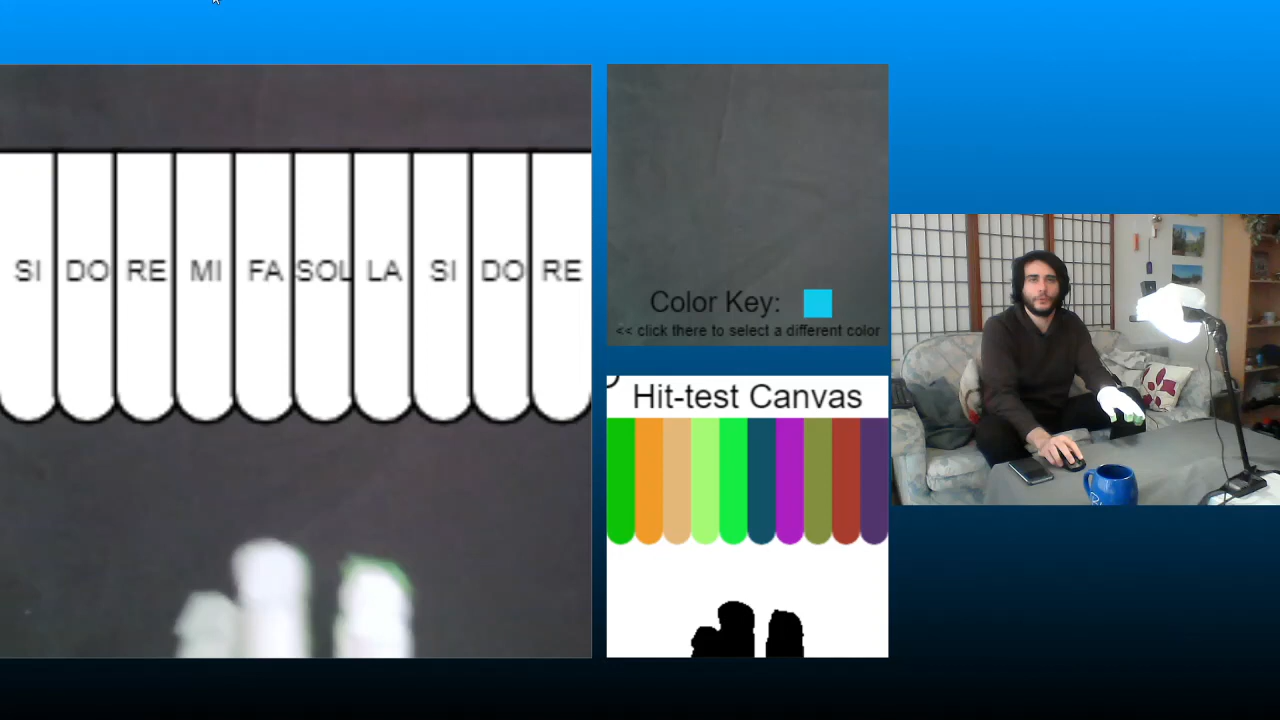 SI DO RE MI FA SOL LA SI DO RE
Color Key:
<< click there to select a different color
Hit-test Canvas